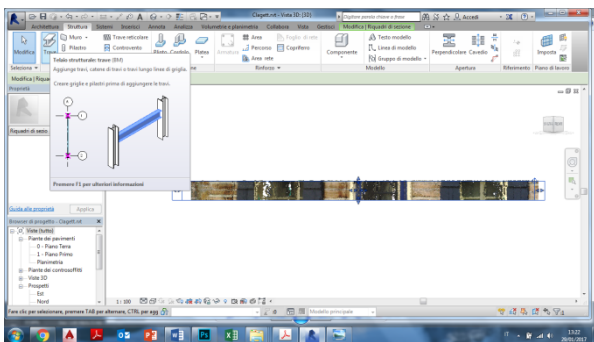 Clagett.rvt - Vista 3D: {3D}
Digitare parola chiave o frase
Accedi
Architettura Struttura Sistemi Inserisci Annota Analizza Volumetrie e planimetria Collabora Vista Gestisci Modifica | Riquadri di sezione
Modifica
Trave
Muro
Pilastro
Trave reticolare
Controvento
Plinto
Platea
Armatura
Area
Percorso
Area rete
Foglio di rete
Copriferro
Componente
Testo modello
Linea di modello
Gruppo di modello
Perpendicolare
Cavedio
Imposta
Seleziona
Rinforzo
Modello
Apertura
Riferimento
Piano di lavoro
Modifica | Riqua
Telaio strutturale: trave (BM)
Aggiunge travi, catene di travi e travi lungo linee di griglia.
Creare griglie e pilastri prima di aggiungere le travi.
Premere F1 per ulteriori informazioni
Proprietà
Riquadri di sezio
Guida alle proprietà
Applica
Browser di progetto - Clagett.rvt
Viste (tutto)
Piante dei pavimenti
0 - Piano Terra
1 - Piano Primo
Planimetria
Piante dei controsoffitti
Viste 3D
Prospetti
Est
Nord
1 : 100
Fare clic per selezionare, premere TAB per alternare, CTRL per agg
Modello principale
IT
13:22
20/01/2017